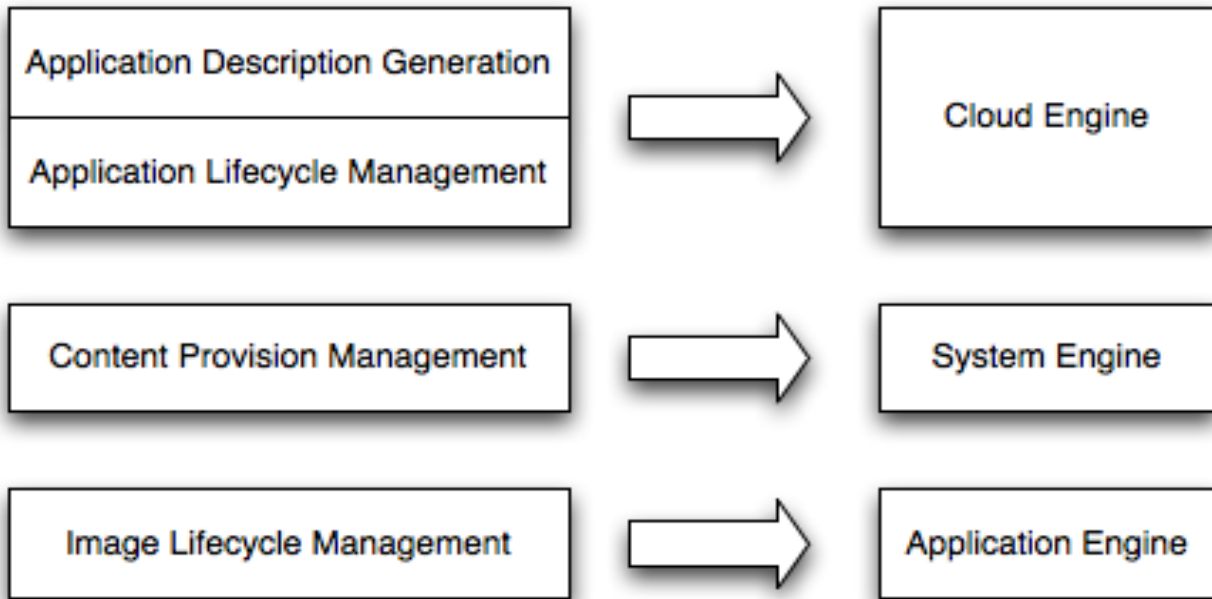 Application Description Generation
Application Lifecycle Management
Cloud Engine
Content Provision Management
System Engine
Image Lifecycle Management
Application Engine